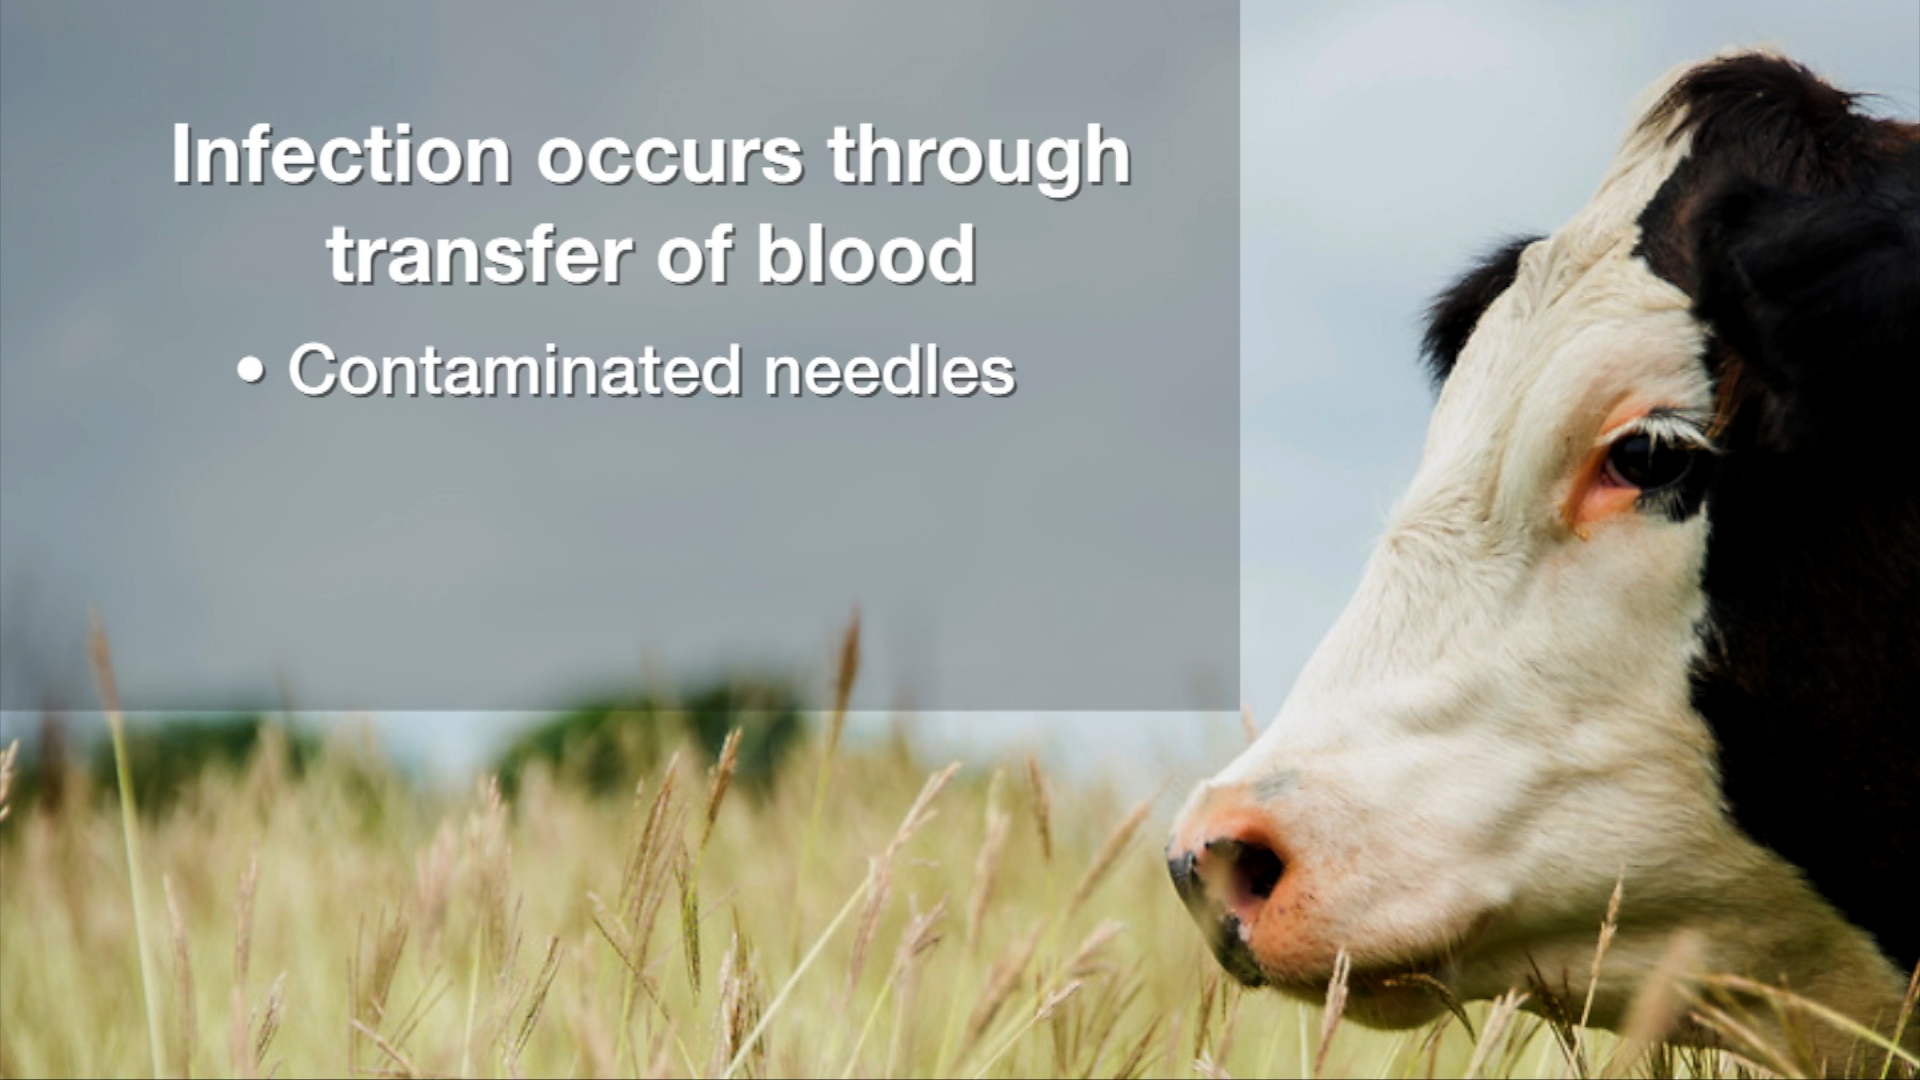 Infection occurs through
transfer of blood
• Contaminated needles